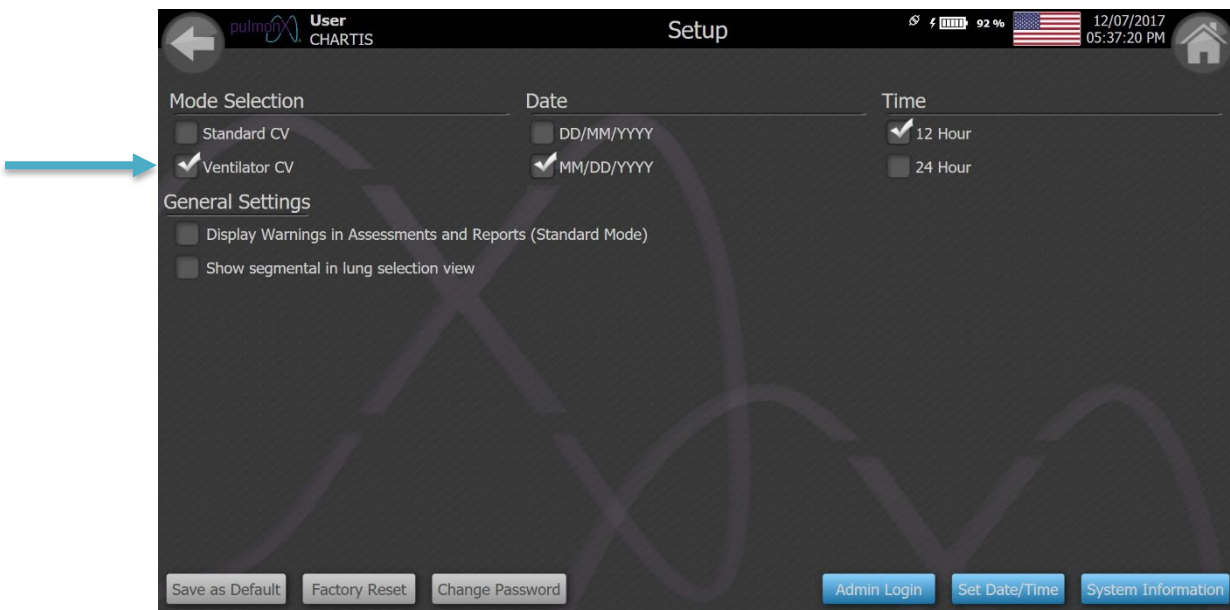 pulmonx User Setup 92 % 12/07/2017
CHARTIS 05:37:20 PM
Mode Selection Date Time
Standard CV DD/MM/YYYY 12 Hour
Ventilator CV MM/DD/YYYY 24 Hour
General Settings
Display Warnings in Assessments and Reports (Standard Mode)
Show segmental in lung selection view
Save as Default Factory Reset Change Password Admin Login Set Date/Time System Information